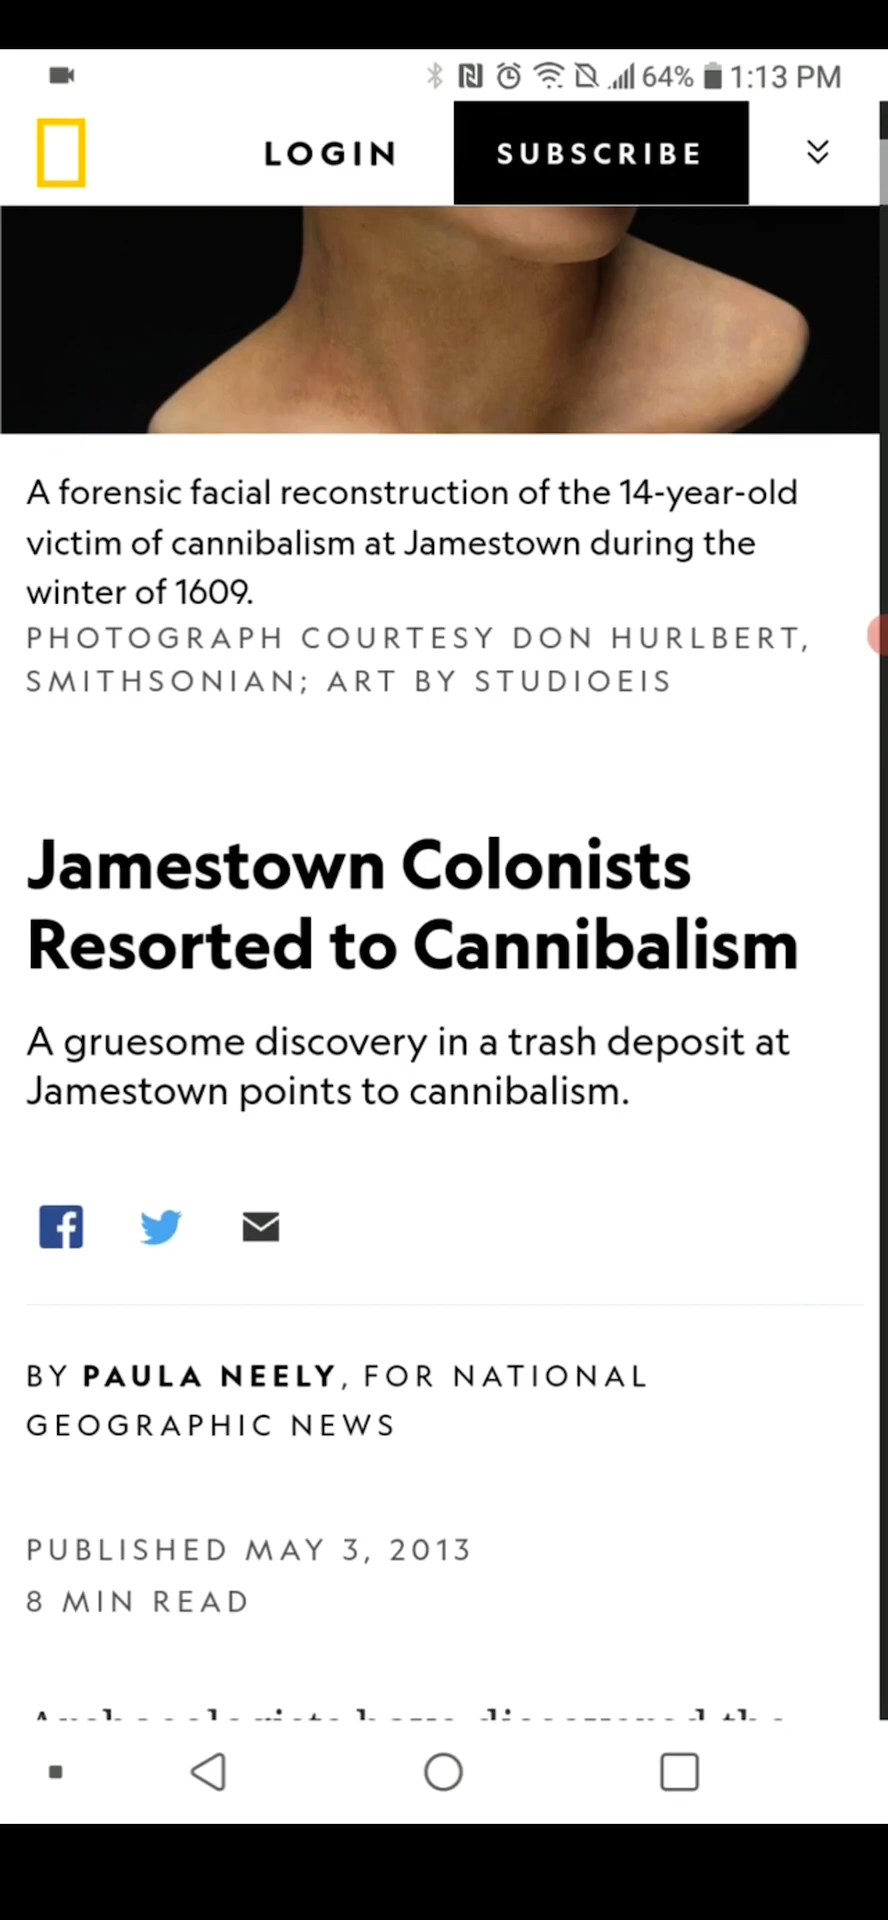 64% 1:13 PM
LOGIN SUBSCRIBE
A forensic facial reconstruction of the 14-year-old
victim of cannibalism at Jamestown during the
winter of 1609.
PHOTOGRAPH COURTESY DON HURLBERT,
SMITHSONIAN; ART BY STUDIOEIS
Jamestown Colonists
Resorted to Cannibalism
A gruesome discovery in a trash deposit at
Jamestown points to cannibalism.
BY PAULA NEELY, FOR NATIONAL
GEOGRAPHIC NEWS
PUBLISHED MAY 3, 2013
8 MIN READ